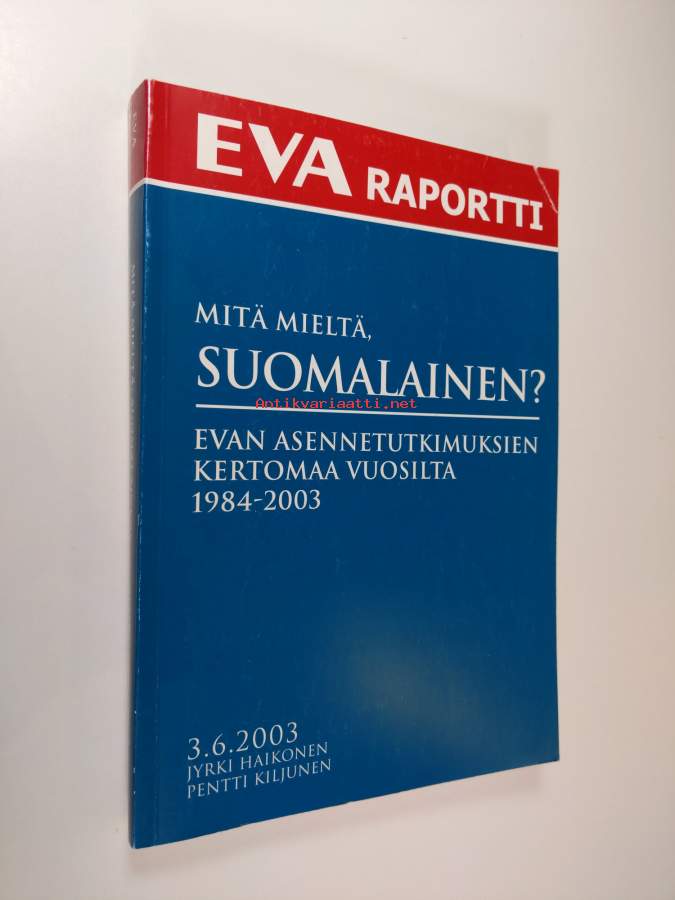 EVA RAPORTTI
MITÄ MIELTÄ,
SUOMALAINEN?
Antikvariaatti.net
EVAN ASENNETUTKIMUKSIEN
KERTOMAA VUOSILTA
1984-2003
3.6.2003
JYRKI HAIKONEN
PENTTI KILJUNEN
EVA